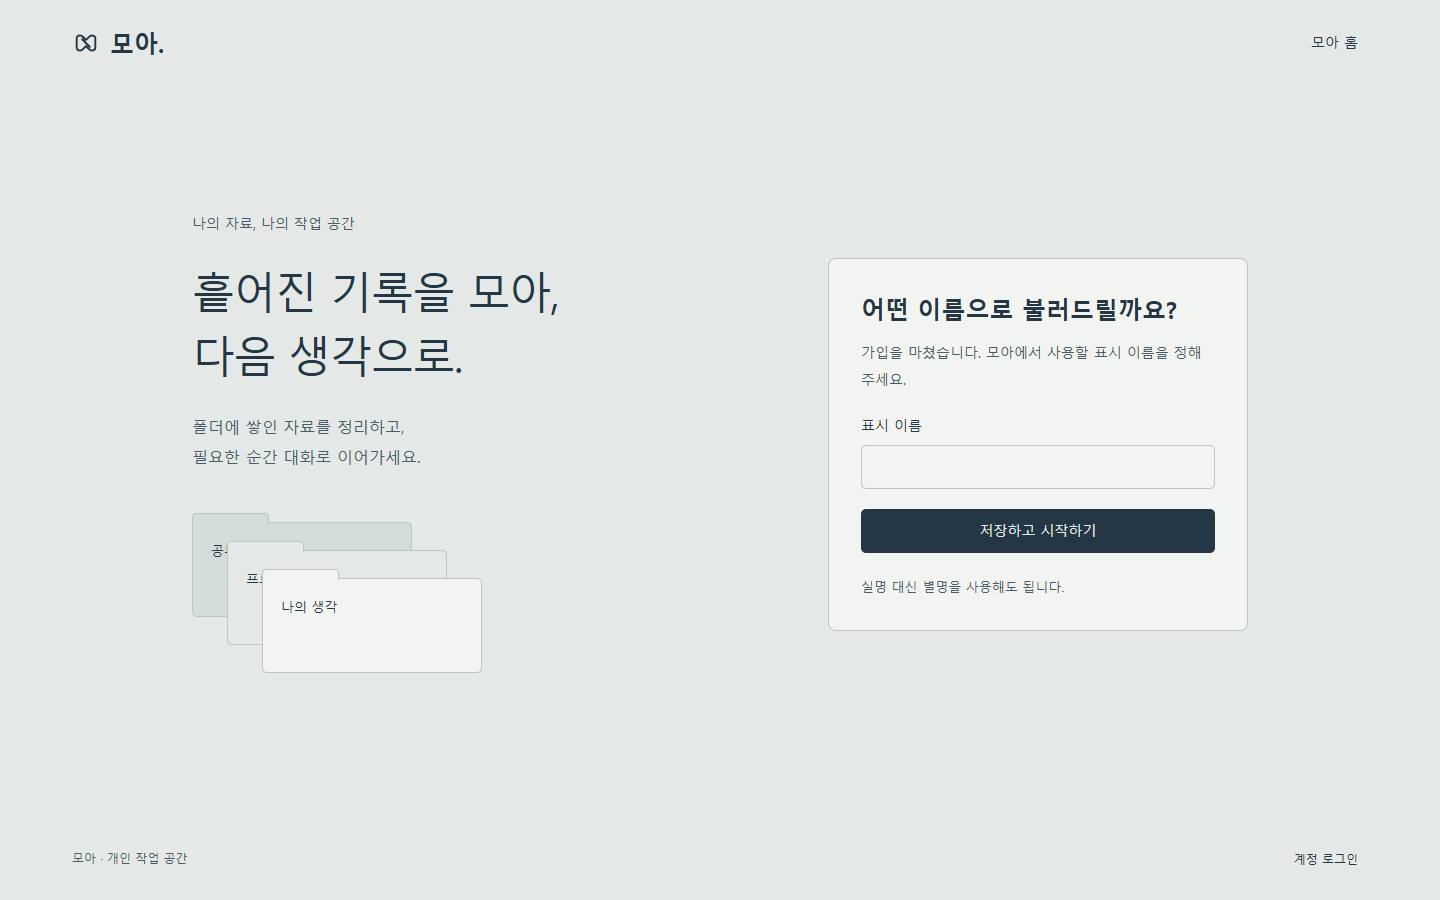 모아.
모아 홈
나의 자료, 나의 작업 공간
흩어진 기록을 모아,
다음 생각으로.
폴더에 쌓인 자료를 정리하고,
필요한 순간 대화로 이어가세요.
나의 생각
어떤 이름으로 불러드릴까요?
가입을 마쳤습니다. 모아에서 사용할 표시 이름을 정해
주세요.
표시 이름
저장하고 시작하기
실명 대신 별명을 사용해도 됩니다.
모아 · 개인 작업 공간
계정 로그인